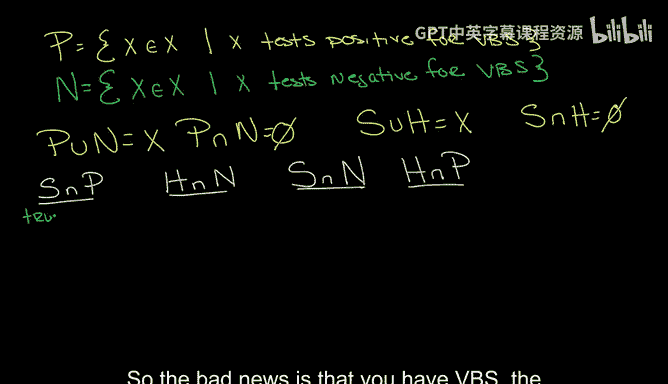 GPT中英字幕课程资源 bilibili
P = { x ∈ X | x tests positive for VBS }
N = { x ∈ X | x tests negative for VBS }
P ∪ N = X P ∩ N = ∅ S ∪ H = X S ∩ H = ∅
S ∩ P H ∩ N S ∩ N H ∩ P
tru
So the bad news is that you have VBS, the